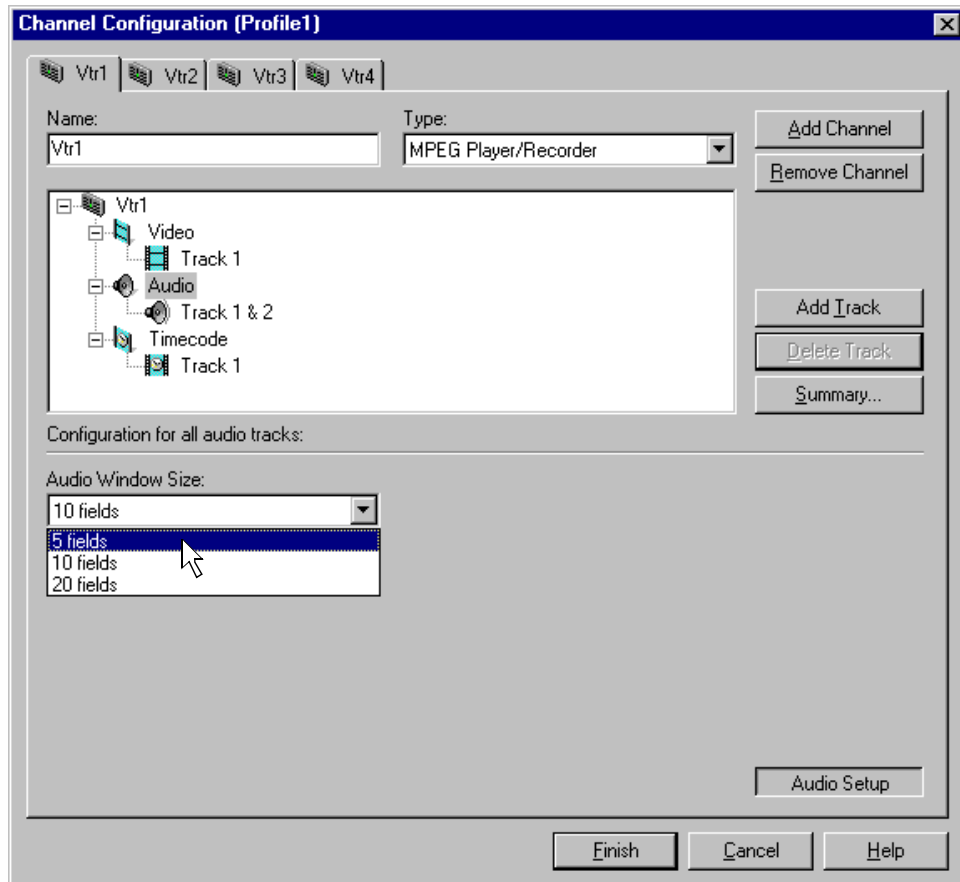 Channel Configuration (Profile1)
Vtr1 Vtr2 Vtr3 Vtr4
Name: Type:
Vtr1 MPEG Player/Recorder
Add Channel
Remove Channel
Vtr1
Video
Track 1
Audio
Track 1 & 2
Timecode
Track 1
Add Track
Delete Track
Summary...
Configuration for all audio tracks:
Audio Window Size:
10 fields
5 fields
10 fields
20 fields
Audio Setup
Finish Cancel Help